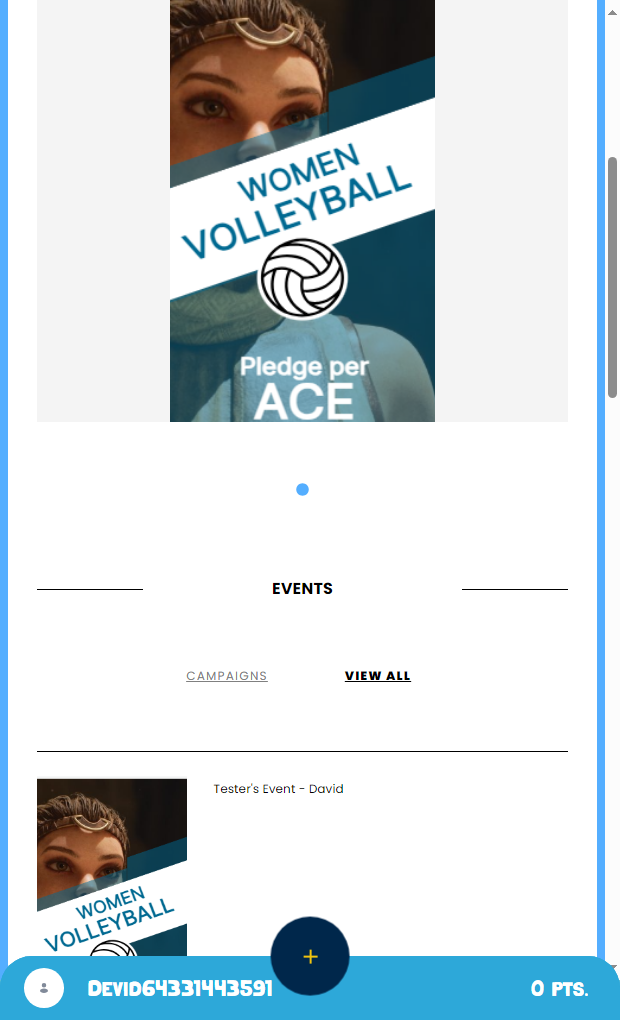 WOMEN
VOLLEYBALL
Pledge per
ACE
EVENTS
CAMPAIGNS VIEW ALL
Tester's Event - David
WOMEN
VOLLEYBALL
+
Devid64331443591
0 PTS.